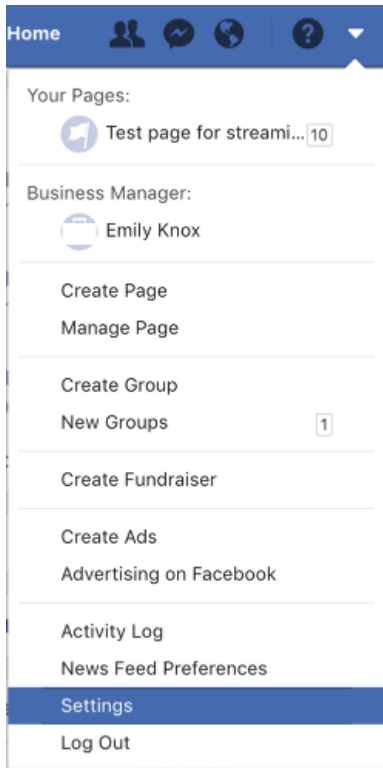 Home
Your Pages:
Test page for streami... 10
Business Manager:
Emily Knox
Create Page
Manage Page
Create Group
New Groups 1
Create Fundraiser
Create Ads
Advertising on Facebook
Activity Log
News Feed Preferences
Settings
Log Out